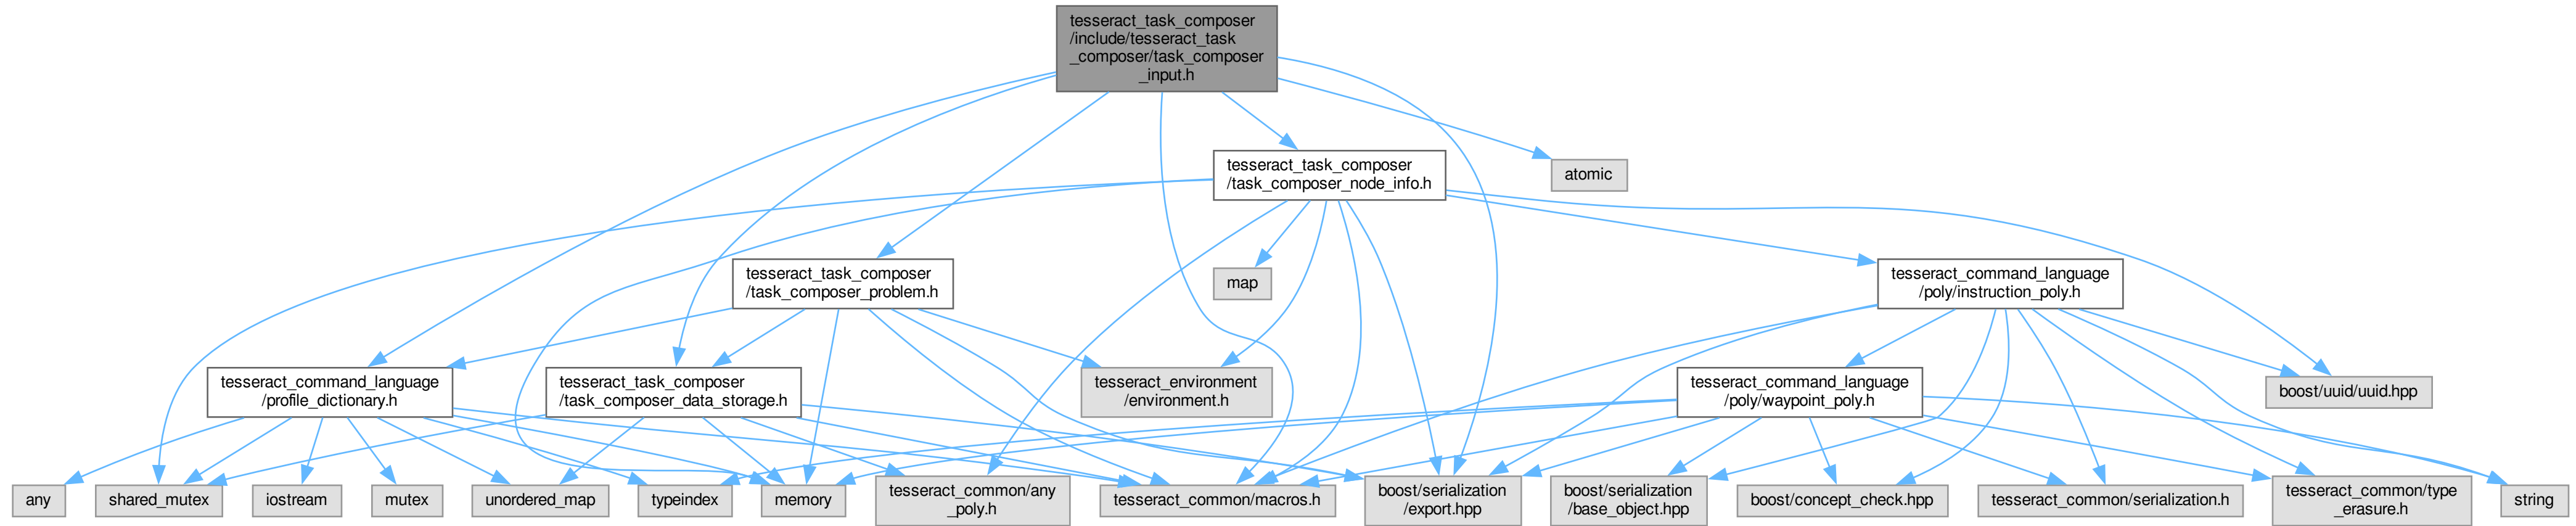 tesseract_task_composer
/include/tesseract_task
_composer/task_composer
_input.h
tesseract_task_composer
/task_composer_node_info.h
atomic
tesseract_task_composer
/task_composer_problem.h
map
tesseract_command_language
/poly/instruction_poly.h
tesseract_command_language
/profile_dictionary.h
tesseract_task_composer
/task_composer_data_storage.h
tesseract_environment
/environment.h
tesseract_command_language
/poly/waypoint_poly.h
boost/uuid/uuid.hpp
any
shared_mutex
iostream
mutex
unordered_map
typeindex
memory
tesseract_common/any
_poly.h
tesseract_common/macros.h
boost/serialization
/export.hpp
boost/serialization
/base_object.hpp
boost/concept_check.hpp
tesseract_common/serialization.h
tesseract_common/type
_erasure.h
string